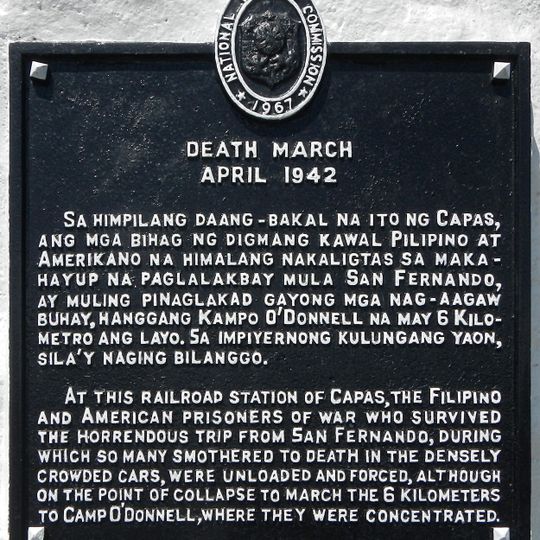 NATIONAL COMMISSION
★ 1967 ★
DEATH MARCH
APRIL 1942
SA HIMPILANG DAANG-BAKAL NA ITO NG CAPAS,
ANG MGA BIHAG NG DIGMANG KAWAL PILIPINO AT
AMERIKANO NA HIMALANG NAKALIGTAS SA MAKA-
HAYUP NA PAGLALAKBAY MULA SAN FERNANDO,
AY MULING PINAGLAKAD GAYONG MGA NAG-AAGAW
BUHAY, HANGGANG KAMPO O'DONNELL NA MAY 6 KILO-
METRO ANG LAYO. SA IMPIYERNONG KULUNGANG YAON,
SILA'Y NAGING BILANGGO.
AT THIS RAILROAD STATION OF CAPAS, THE FILIPINO
AND AMERICAN PRISONERS OF WAR WHO SURVIVED
THE HORRENDOUS TRIP FROM SAN FERNANDO, DURING
WHICH SO MANY SMOTHERED TO DEATH IN THE DENSELY
CROWDED CARS, WERE UNLOADED AND FORCED, ALTHOUGH
ON THE POINT OF COLLAPSE TO MARCH THE 6 KILOMETERS
TO CAMP O'DONNELL, WHERE THEY WERE CONCENTRATED.